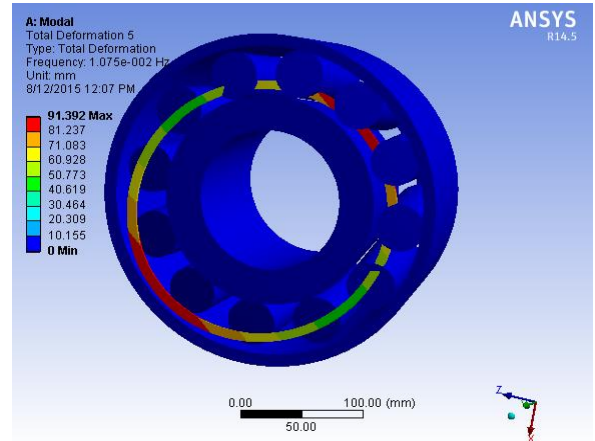 A: Modal
Total Deformation 5
Type: Total Deformation
Frequency: 1.075e-002 Hz
Unit: mm
8/12/2015 12:07 PM
91.392 Max
81.237
71.083
60.928
50.773
40.619
30.464
20.309
10.155
0 Min
ANSYS
R14.5
0.00 100.00 (mm)
50.00
Z
X